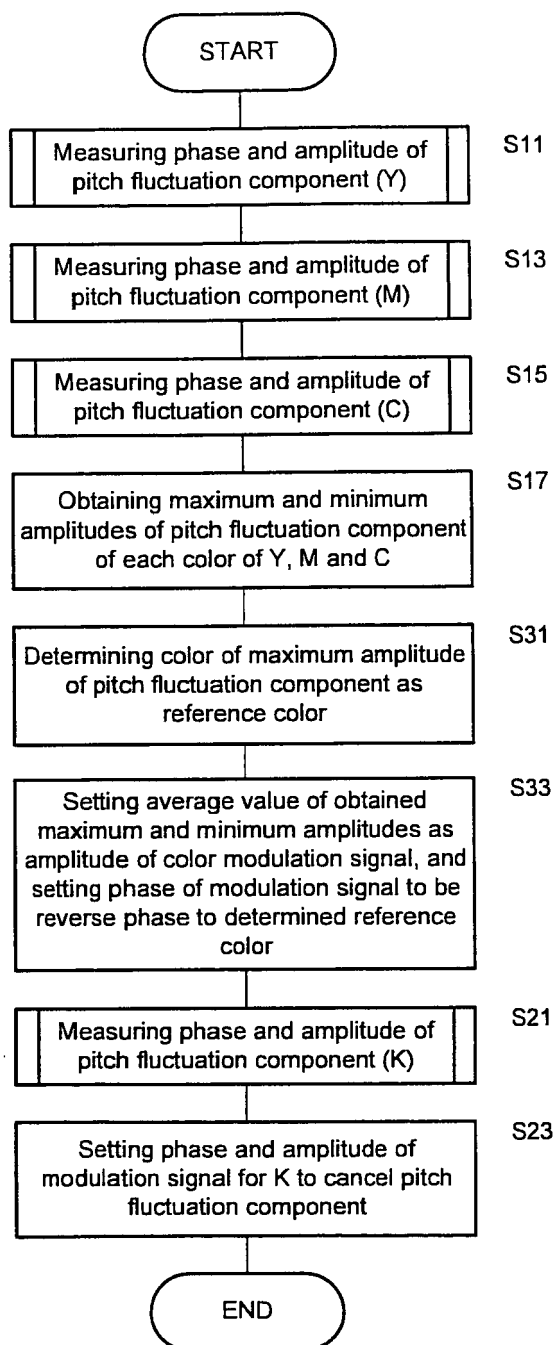 START
S11
Measuring phase and amplitude of
pitch fluctuation component (Y)
S13
Measuring phase and amplitude of
pitch fluctuation component (M)
S15
Measuring phase and amplitude of
pitch fluctuation component (C)
S17
Obtaining maximum and minimum
amplitudes of pitch fluctuation component
of each color of Y, M and C
S31
Determining color of maximum amplitude
of pitch fluctuation component as
reference color
S33
Setting average value of obtained
maximum and minimum amplitudes as
amplitude of color modulation signal, and
setting phase of modulation signal to be
reverse phase to determined reference
color
S21
Measuring phase and amplitude of
pitch fluctuation component (K)
S23
Setting phase and amplitude of
modulation signal for K to cancel pitch
fluctuation component
END